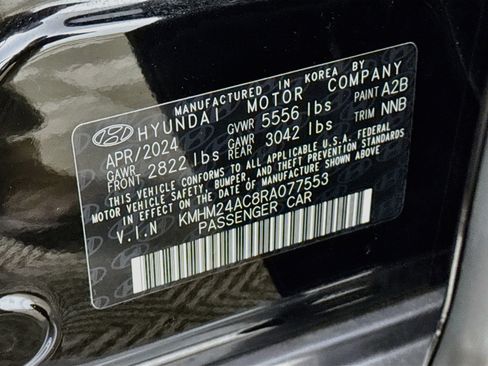 MANUFACTURED IN KOREA BY
HYUNDAI MOTOR COMPANY
APR/2024 GVWR 5556 lbs PAINT A2B
GAWR FRONT 2822 lbs GAWR REAR 3042 lbs TRIM NNB
THIS VEHICLE CONFORMS TO ALL APPLICABLE U.S.A. FEDERAL
MOTOR VEHICLE SAFETY, BUMPER, AND THEFT PREVENTION STANDARDS
IN EFFECT ON THE DATE OF MANUFACTURE SHOWN ABOVE.
V.I.N KMHM24AC8RA077553
PASSENGER CAR